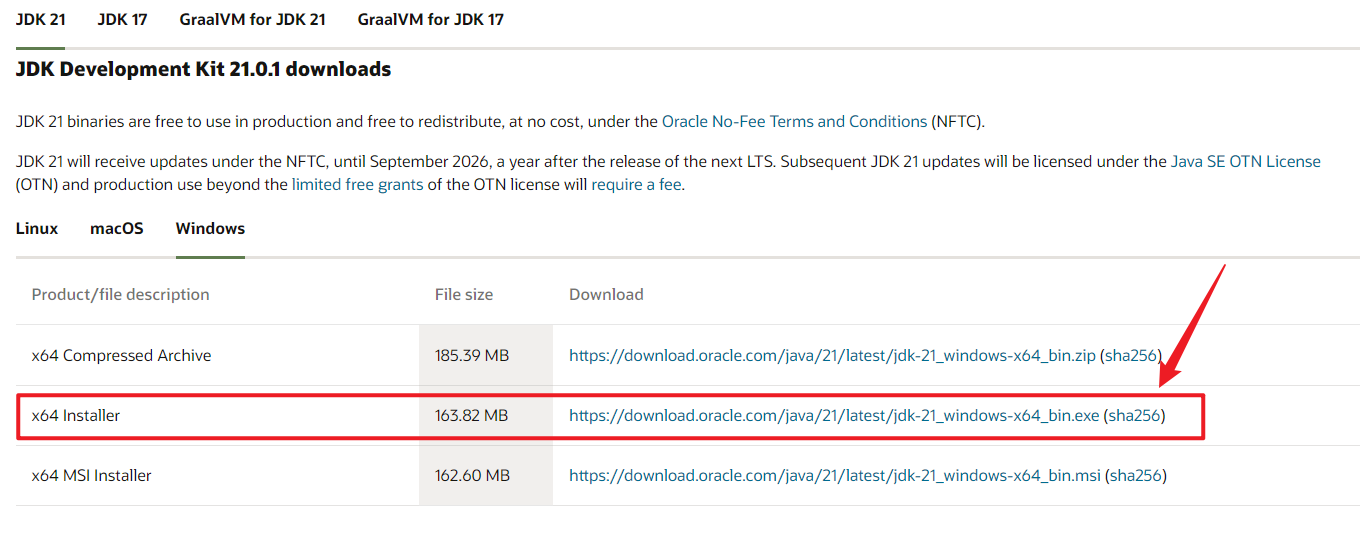 JDK 21 JDK 17 GraalVM for JDK 21 GraalVM for JDK 17
JDK Development Kit 21.0.1 downloads
JDK 21 binaries are free to use in production and free to redistribute, at no cost, under the Oracle No-Fee Terms and Conditions (NFTC).
JDK 21 will receive updates under the NFTC, until September 2026, a year after the release of the next LTS. Subsequent JDK 21 updates will be licensed under the Java SE OTN License
(OTN) and production use beyond the limited free grants of the OTN license will require a fee.
Linux macOS Windows
Product/file description File size Download
x64 Compressed Archive 185.39 MB https://download.oracle.com/java/21/latest/jdk-21_windows-x64_bin.zip (sha256)
x64 Installer 163.82 MB https://download.oracle.com/java/21/latest/jdk-21_windows-x64_bin.exe (sha256)
x64 MSI Installer 162.60 MB https://download.oracle.com/java/21/latest/jdk-21_windows-x64_bin.msi (sha256)